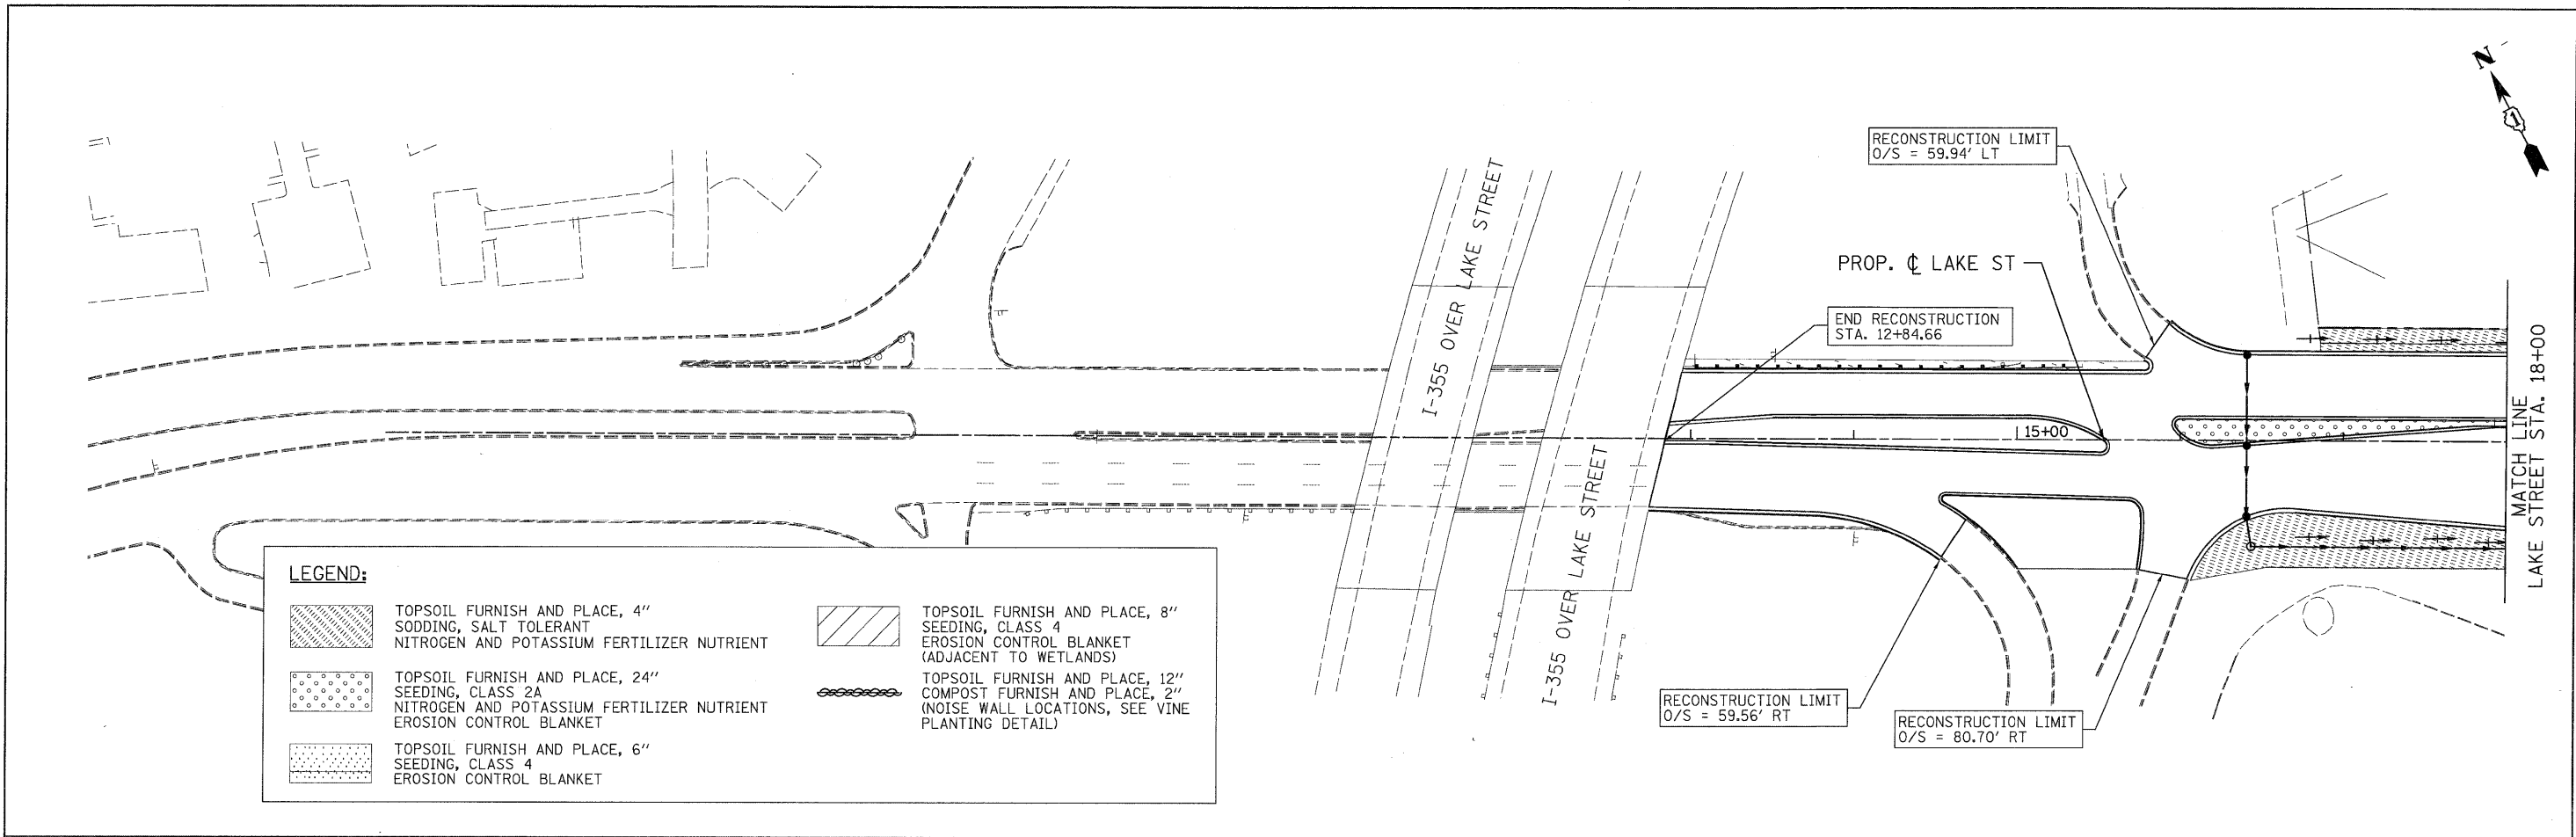 N
1
RECONSTRUCTION LIMIT
O/S = 59.94' LT
PROP. ℄ LAKE ST
END RECONSTRUCTION
STA. 12+84.66
I-355 OVER LAKE STREET
I-355 OVER LAKE STREET
15+00
MATCH LINE
LAKE STREET STA. 18+00
RECONSTRUCTION LIMIT
O/S = 59.56' RT
RECONSTRUCTION LIMIT
O/S = 80.70' RT
LEGEND:
TOPSOIL FURNISH AND PLACE, 4"
SODDING, SALT TOLERANT
NITROGEN AND POTASSIUM FERTILIZER NUTRIENT
TOPSOIL FURNISH AND PLACE, 24"
SEEDING, CLASS 2A
NITROGEN AND POTASSIUM FERTILIZER NUTRIENT
EROSION CONTROL BLANKET
TOPSOIL FURNISH AND PLACE, 6"
SEEDING, CLASS 4
EROSION CONTROL BLANKET
TOPSOIL FURNISH AND PLACE, 8"
SEEDING, CLASS 4
EROSION CONTROL BLANKET
(ADJACENT TO WETLANDS)
TOPSOIL FURNISH AND PLACE, 12"
COMPOST FURNISH AND PLACE, 2"
(NOISE WALL LOCATIONS, SEE VINE
PLANTING DETAIL)